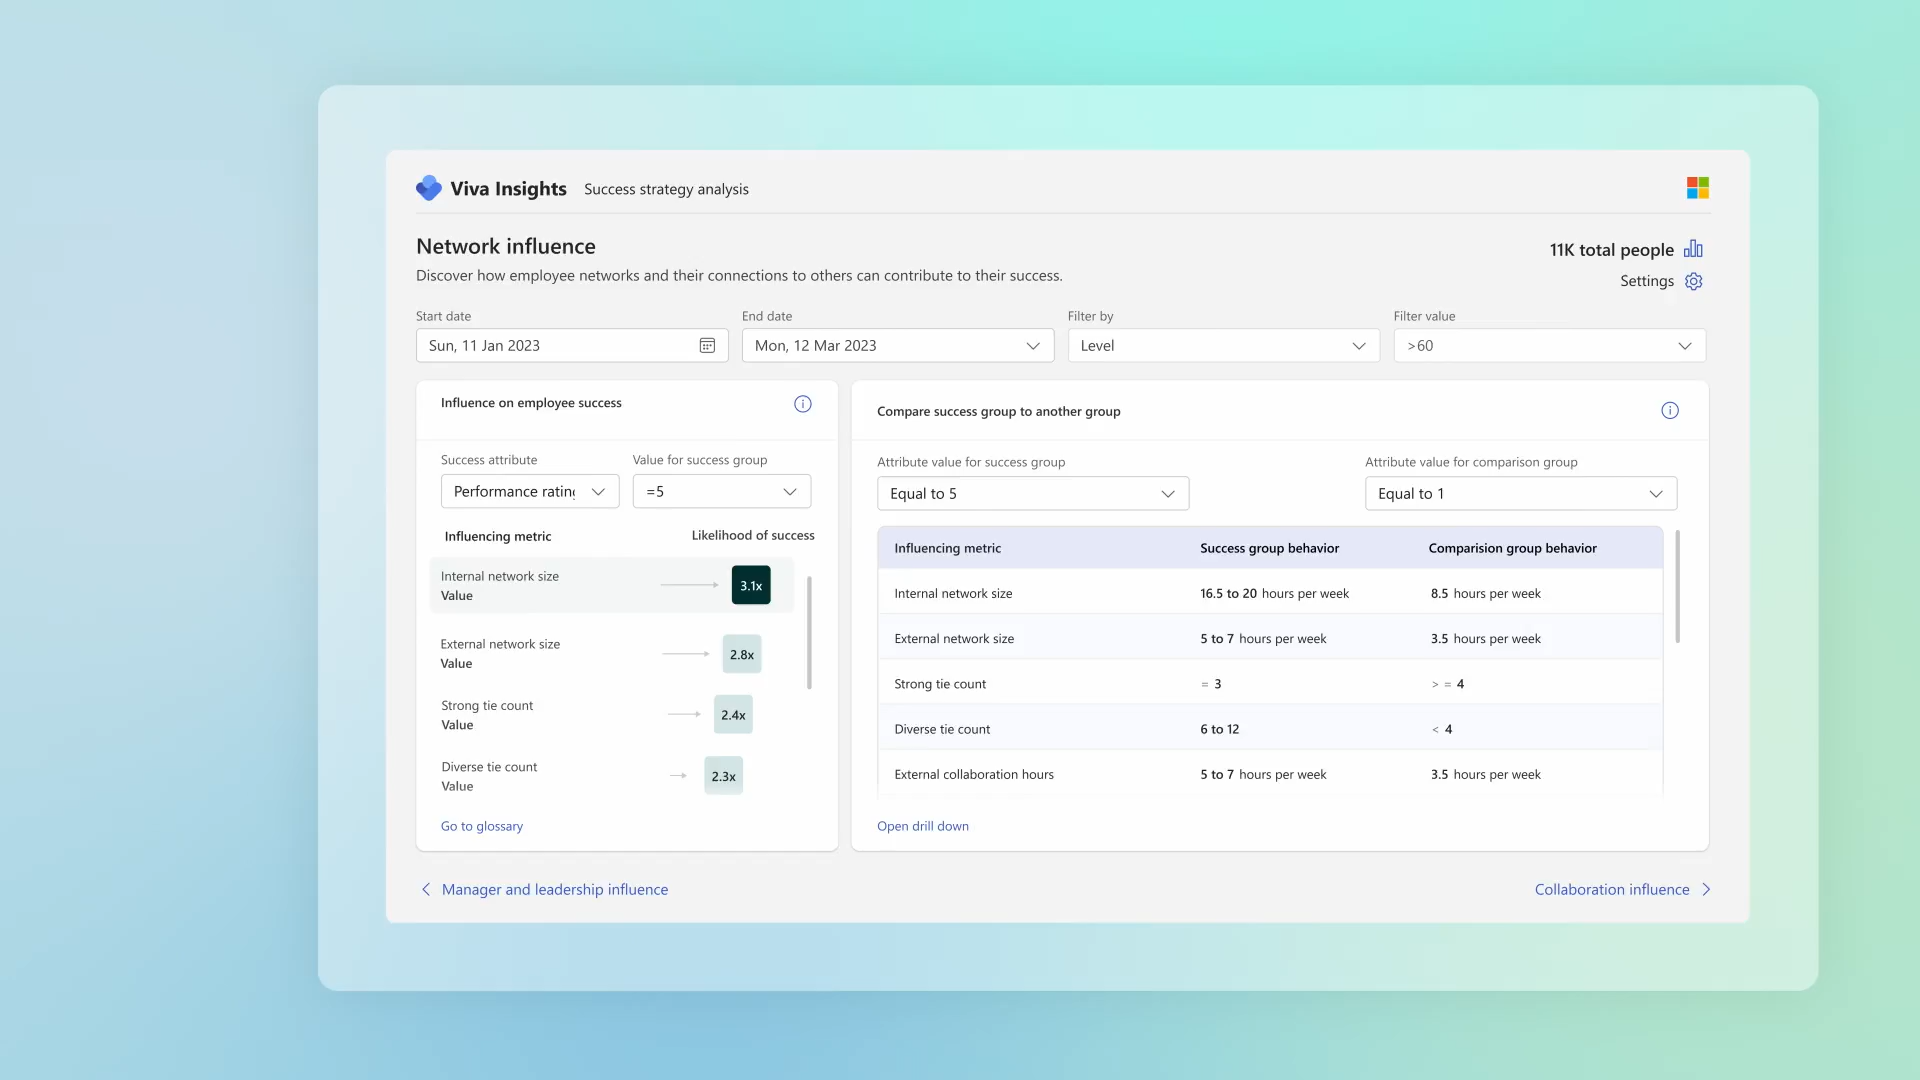 Viva Insights Success strategy analysis
Network influence
Discover how employee networks and their connections to others can contribute to their success.
11K total people
Settings
Start date End date Filter by Filter value
Sun, 11 Jan 2023 Mon, 12 Mar 2023 Level >60
Influence on employee success
Success attribute Value for success group
Performance rating =5
Influencing metric Likelihood of success
Internal network size
Value
3.1x
External network size
Value
2.8x
Strong tie count
Value
2.4x
Diverse tie count
Value
2.3x
Go to glossary
Compare success group to another group
Attribute value for success group Attribute value for comparison group
Equal to 5 Equal to 1
Influencing metric Success group behavior Comparision group behavior
Internal network size 16.5 to 20 hours per week 8.5 hours per week
External network size 5 to 7 hours per week 3.5 hours per week
Strong tie count = 3 > = 4
Diverse tie count 6 to 12 < 4
External collaboration hours 5 to 7 hours per week 3.5 hours per week
Open drill down
Manager and leadership influence Collaboration influence